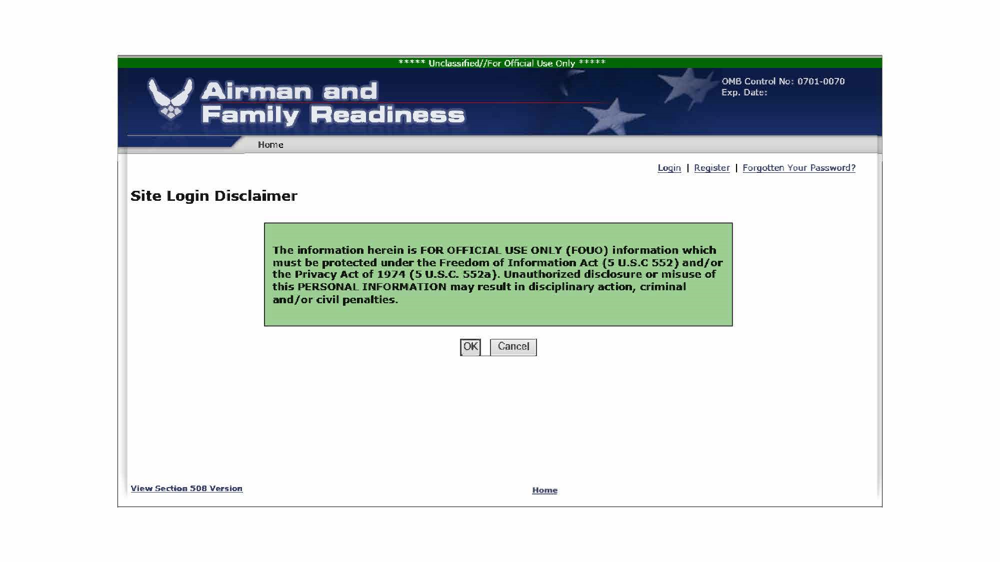 ***** Unclassified//For Official Use Only *****
Airman and
Family Readiness
OMB Control No: 0701-0070
Exp. Date:
Home
Login | Register | Forgotten Your Password?
Site Login Disclaimer
The information herein is FOR OFFICIAL USE ONLY (FOUO) information which
must be protected under the Freedom of Information Act (5 U.S.C 552) and/or
the Privacy Act of 1974 (5 U.S.C. 552a). Unauthorized disclosure or misuse of
this PERSONAL INFORMATION may result in disciplinary action, criminal
and/or civil penalties.
OK Cancel
View Section 508 Version Home